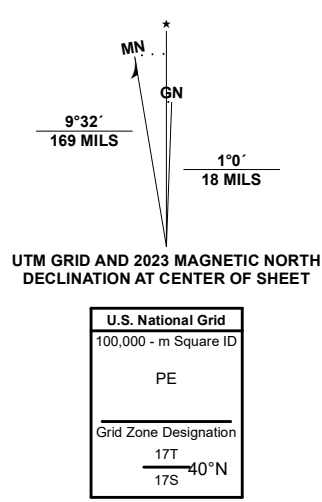 ★
MN
GN
9°32´
169 MILS
1°0´
18 MILS
UTM GRID AND 2023 MAGNETIC NORTH
DECLINATION AT CENTER OF SHEET
U.S. National Grid
100,000 - m Square ID
PE
Grid Zone Designation
17T
40°N
17S